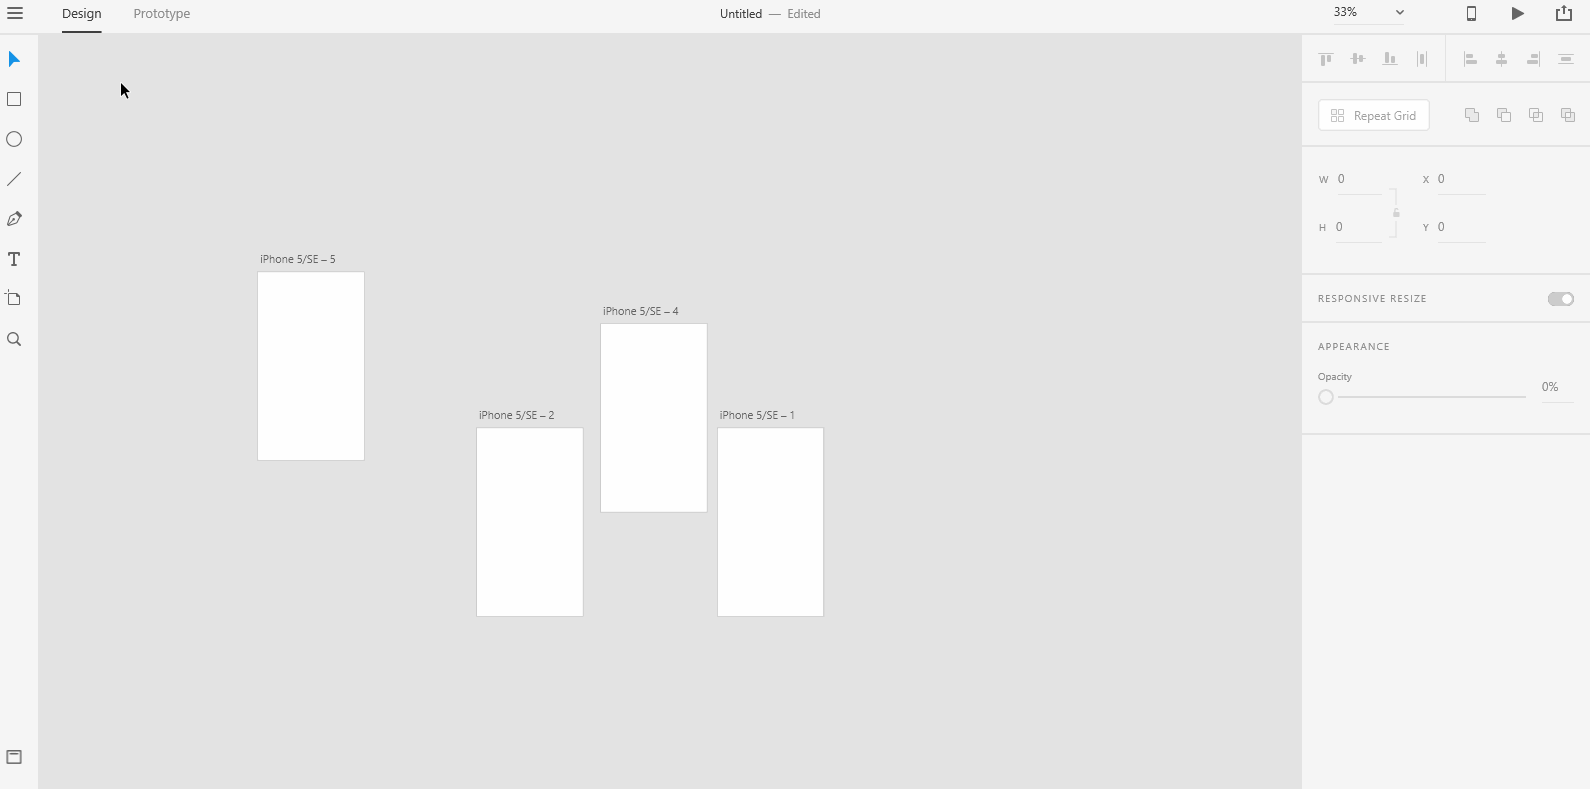 Design
Prototype
Untitled — Edited
33%
Repeat Grid
W 0
X 0
H 0
Y 0
RESPONSIVE RESIZE
APPEARANCE
Opacity
0%
iPhone 5/SE – 5
iPhone 5/SE – 4
iPhone 5/SE – 2
iPhone 5/SE – 1